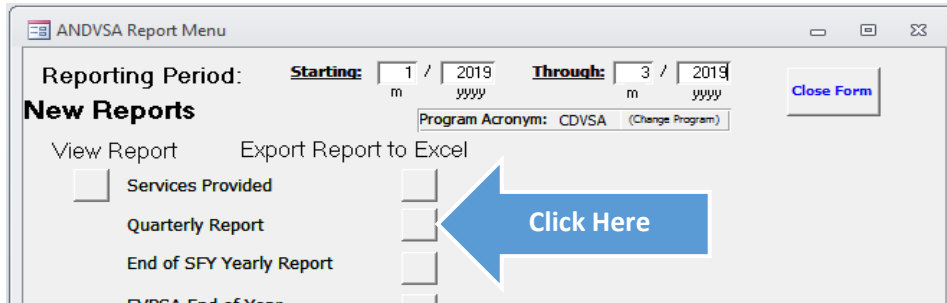 ANDVSA Report Menu
Reporting Period: Starting: 1 / 2019 Through: 3 / 2019
m yyyy m yyyy
Close Form
New Reports
Program Acronym: CDVSA (Change Program)
View Report Export Report to Excel
Services Provided
Quarterly Report
Click Here
End of SFY Yearly Report